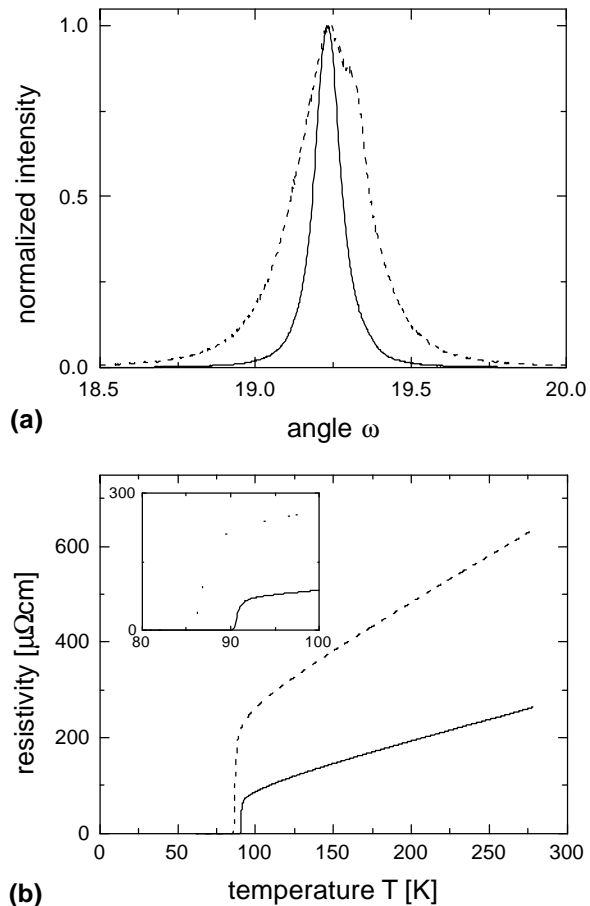 1.0
0.5
0.0
normalized intensity
18.5 19.0 19.5 20.0
(a)
angle ω
300
0
80 90 100
600
400
200
0
resistivity [μΩcm]
0 50 75 100 150 200 250 300
(b)
temperature T [K]